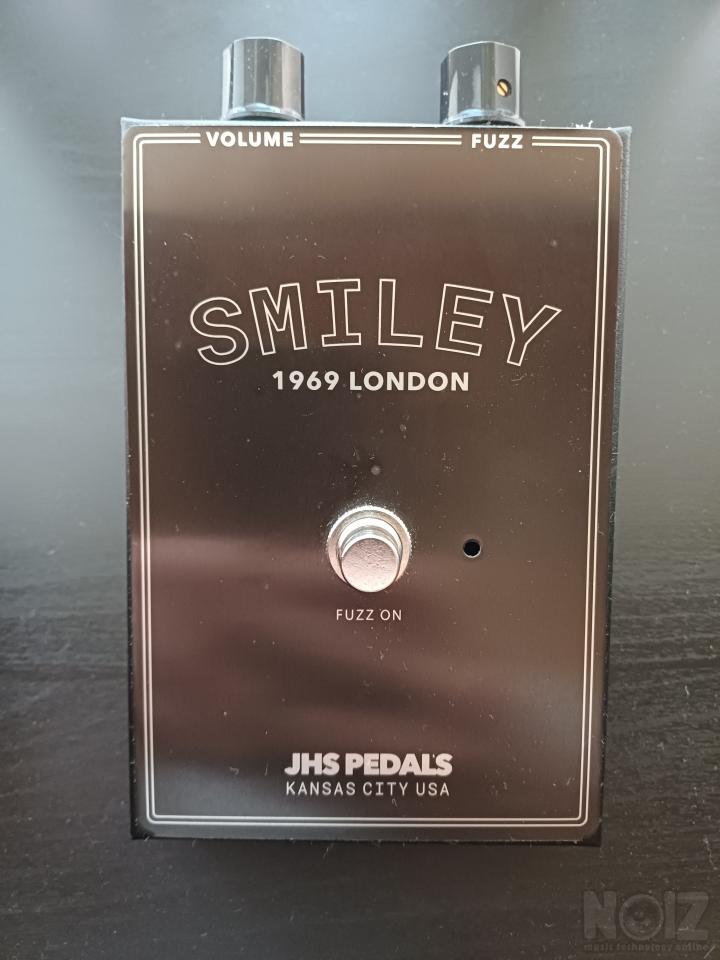 VOLUME FUZZ
SMILEY
1969 LONDON
FUZZ ON
JHS PEDALS
KANSAS CITY USA
NOIZ
music technology online